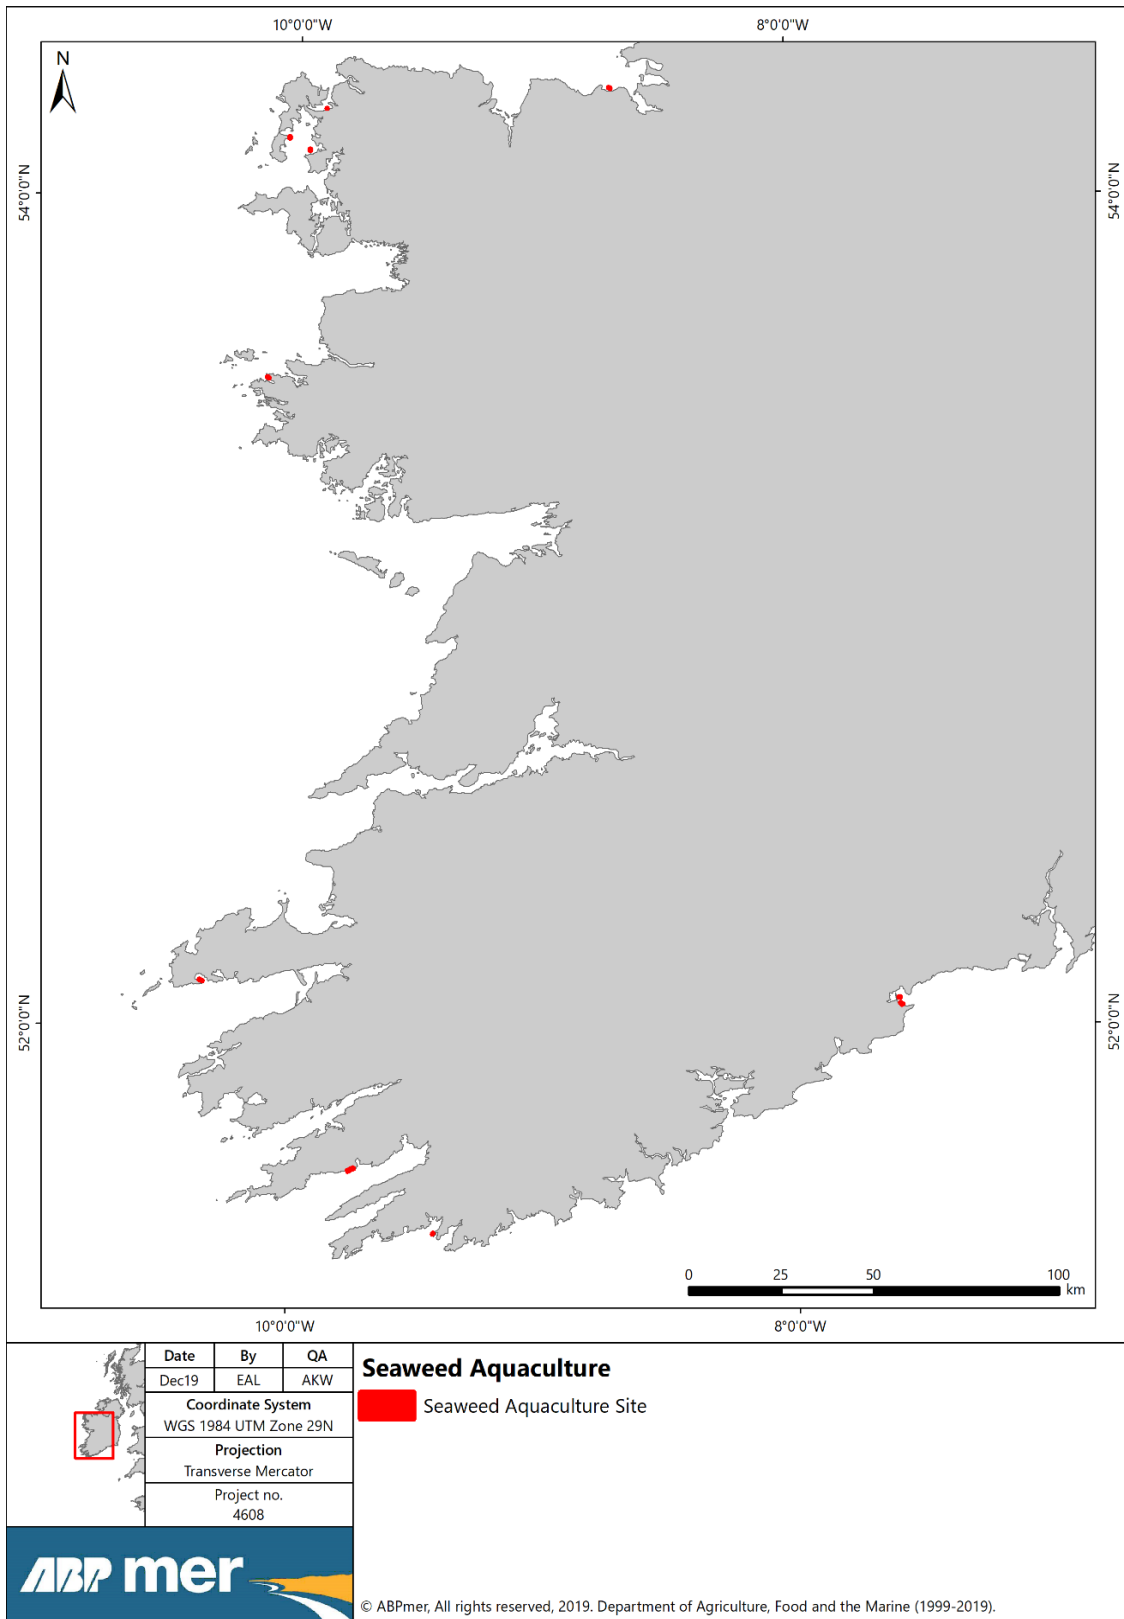 10°0'0"W
8°0'0"W
N
54°0'0"N
54°0'0"N
52°0'0"N
52°0'0"N
0
25
50
100
km
10°0'0"W
8°0'0"W
Date
By
QA
Dec19
EAL
AKW
Coordinate System
WGS 1984 UTM Zone 29N
Projection
Transverse Mercator
Project no.
4608
ABP mer
Seaweed Aquaculture
Seaweed Aquaculture Site
© ABPmer, All rights reserved, 2019. Department of Agriculture, Food and the Marine (1999-2019).